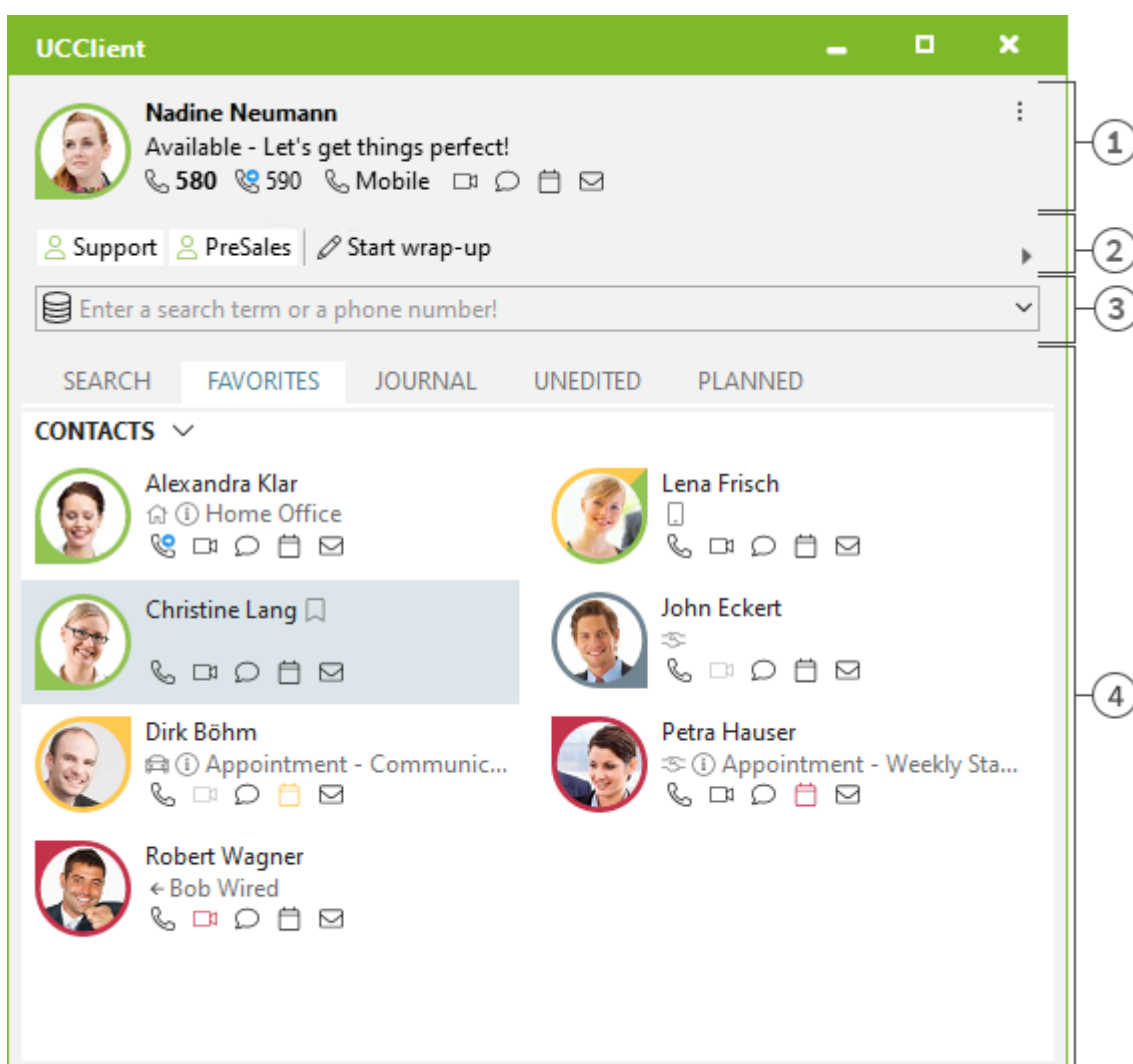 UCClient
Nadine Neumann
Available - Let's get things perfect!
580 590 Mobile
1
Support PreSales Start wrap-up
2
Enter a search term or a phone number!
3
SEARCH FAVORITES JOURNAL UNEDITED PLANNED
CONTACTS
Alexandra Klar
Home Office
Lena Frisch
Christine Lang
John Eckert
4
Dirk Böhm
Appointment - Communic...
Petra Hauser
Appointment - Weekly Sta...
Robert Wagner
Bob Wired